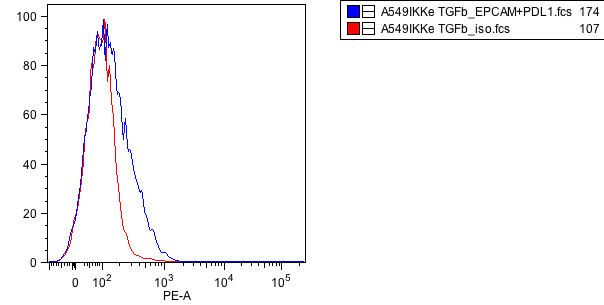 A549IKKe TGFb_EPCAM+PDL1.fcs 174
A549IKKe TGFb_iso.fcs 107
100
80
60
40
20
0
0 10² 10³ 10⁴ 10⁵
PE-A